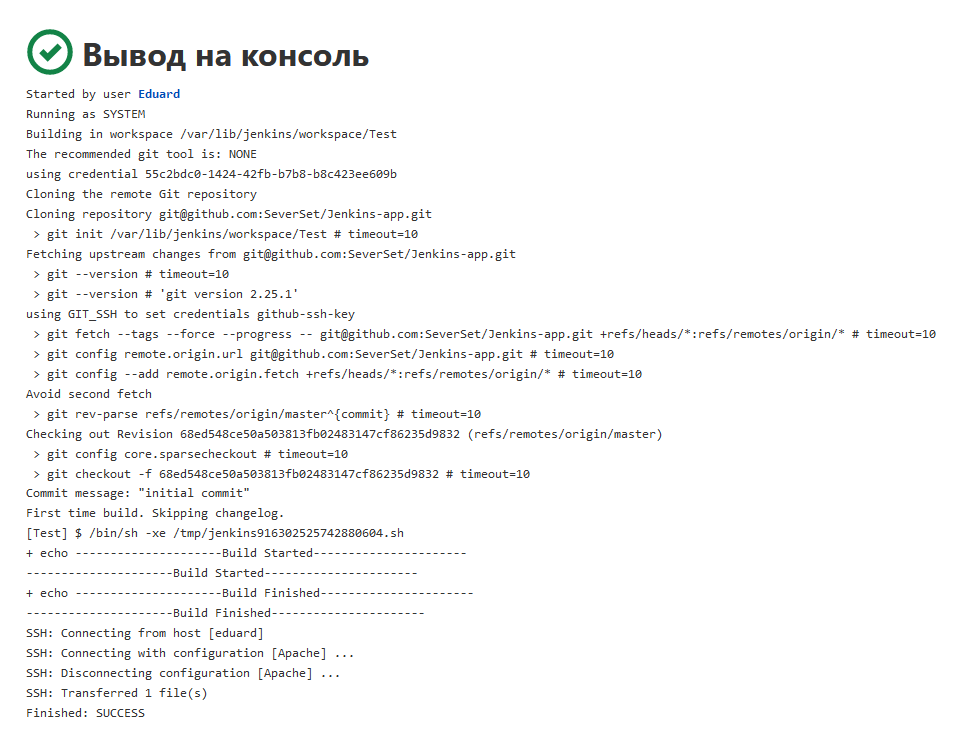 Вывод на консоль
Started by user Eduard
Running as SYSTEM
Building in workspace /var/lib/jenkins/workspace/Test
The recommended git tool is: NONE
using credential 55c2bdc0-1424-42fb-b7b8-b8c423ee609b
Cloning the remote Git repository
Cloning repository git@github.com:SeverSet/Jenkins-app.git
 > git init /var/lib/jenkins/workspace/Test # timeout=10
Fetching upstream changes from git@github.com:SeverSet/Jenkins-app.git
 > git --version # timeout=10
 > git --version # 'git version 2.25.1'
using GIT_SSH to set credentials github-ssh-key
 > git fetch --tags --force --progress -- git@github.com:SeverSet/Jenkins-app.git +refs/heads/*:refs/remotes/origin/* # timeout=10
 > git config remote.origin.url git@github.com:SeverSet/Jenkins-app.git # timeout=10
 > git config --add remote.origin.fetch +refs/heads/*:refs/remotes/origin/* # timeout=10
Avoid second fetch
 > git rev-parse refs/remotes/origin/master^{commit} # timeout=10
Checking out Revision 68ed548ce50a503813fb02483147cf86235d9832 (refs/remotes/origin/master)
 > git config core.sparsecheckout # timeout=10
 > git checkout -f 68ed548ce50a503813fb02483147cf86235d9832 # timeout=10
Commit message: "initial commit"
First time build. Skipping changelog.
[Test] $ /bin/sh -xe /tmp/jenkins916302525742880604.sh
+ echo ---------------------Build Started----------------------
---------------------Build Started----------------------
+ echo ---------------------Build Finished----------------------
---------------------Build Finished----------------------
SSH: Connecting from host [eduard]
SSH: Connecting with configuration [Apache] ...
SSH: Disconnecting configuration [Apache] ...
SSH: Transferred 1 file(s)
Finished: SUCCESS